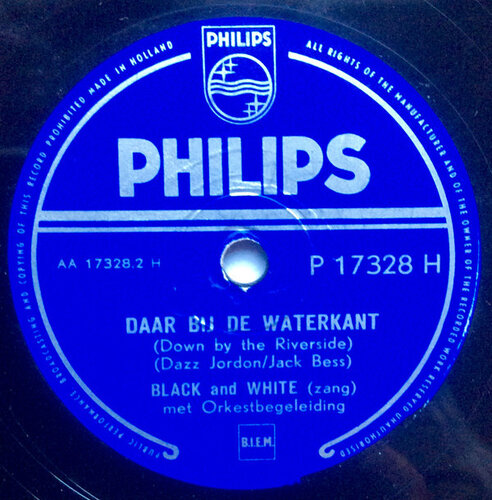 PHILIPS
PHILIPS
AA 17328.2 H
P 17328 H
DAAR BIJ DE WATERKANT
(Down by the Riverside)
(Dazz Jordon/Jack Bess)
BLACK and WHITE (zang)
met Orkestbegeleiding
B.I.E.M.
ALL RIGHTS OF THE MANUFACTURER AND OF THE OWNER OF THE RECORDED WORK RESERVED UNAUTHORISED
PUBLIC PERFORMANCE BROADCASTING AND COPYING OF THIS RECORD PROHIBITED MADE IN HOLLAND